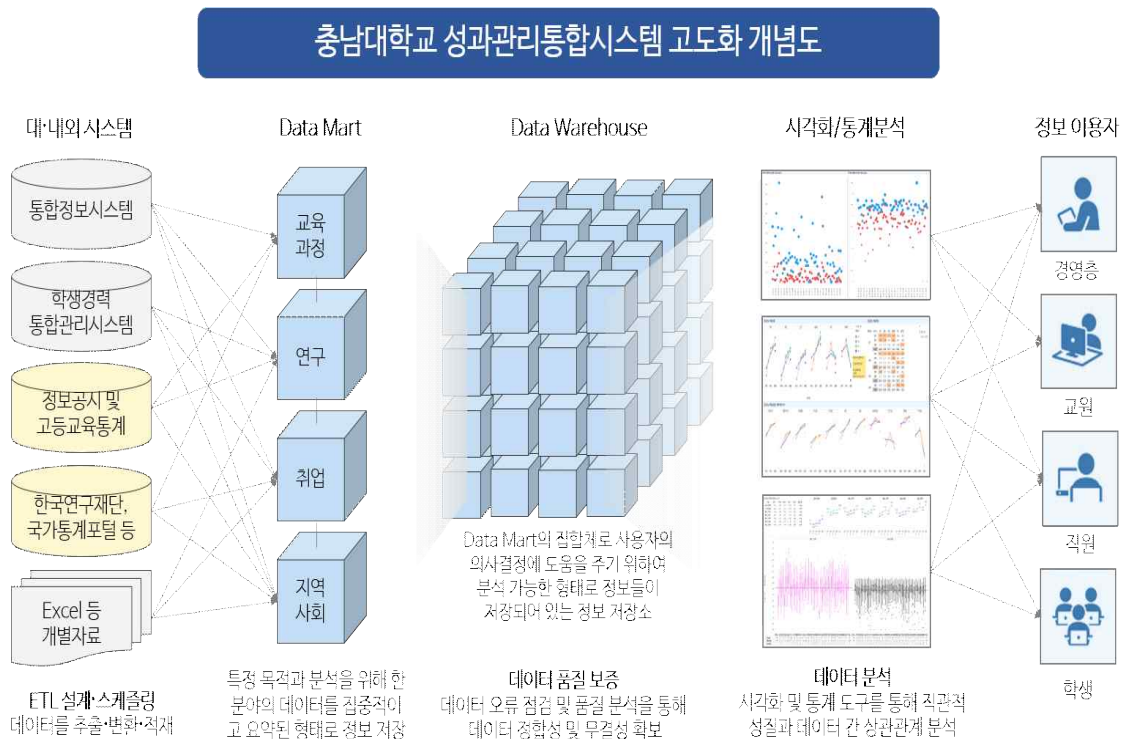 충남대학교 성과관리통합시스템 고도화 개념도
대·내외 시스템
통합정보시스템
학생경력
통합관리시스템
정보공시 및
고등교육통계
한국연구재단,
국가통계포털 등
Excel 등
개별자료
ETL 설계·스케줄링
데이터를 추출·변환·적재
Data Mart
교육
과정
연구
취업
지역
사회
특정 목적과 분석을 위해 한
분야의 데이터를 집중적이
고 요약된 형태로 정보 저장
Data Warehouse
Data Mart의 집합체로 사용자의
의사결정에 도움을 주기 위하여
분석 가능한 형태로 정보들이
저장되어 있는 정보 저장소
데이터 품질 보증
데이터 오류 점검 및 품질 분석을 통해
데이터 정합성 및 무결성 확보
시각화/통계분석
데이터 분석
시각화 및 통계 도구를 통해 직관적
성질과 데이터 간 상관관계 분석
정보 이용자
경영층
교원
직원
학생